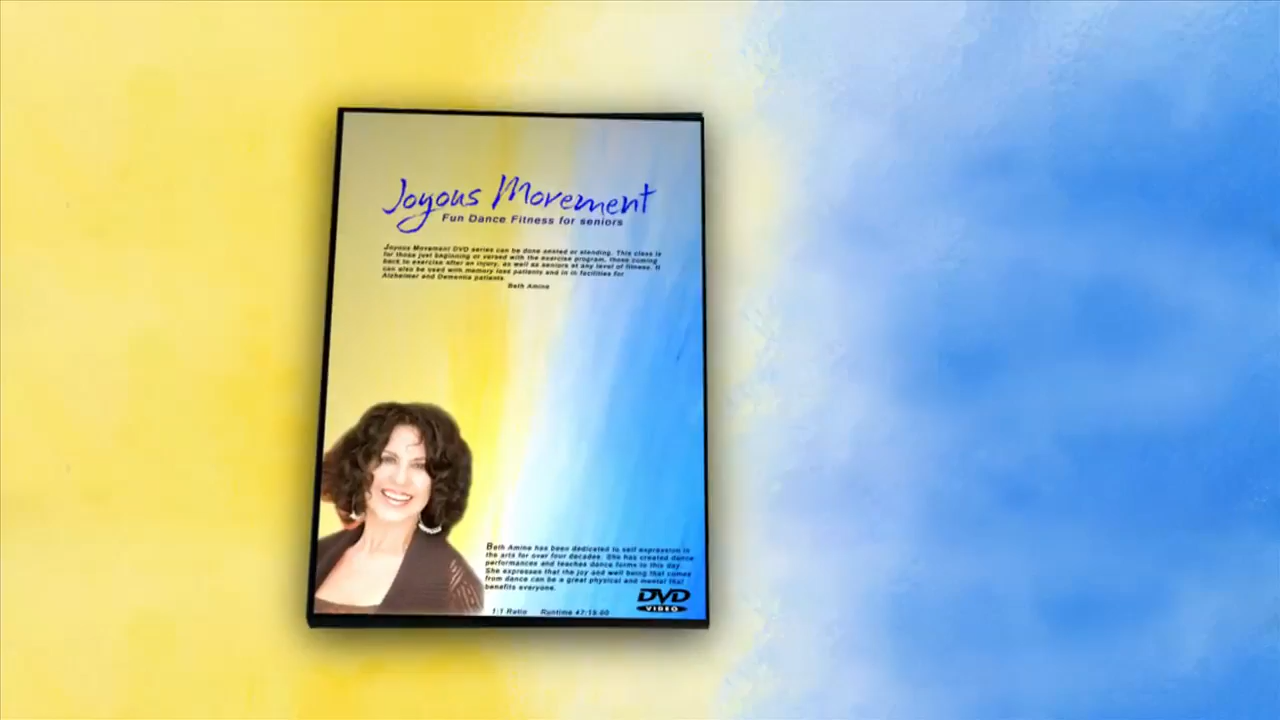 Joyous Movement
Fun Dance Fitness for seniors
Joyous Movement DVD series can be done seated or standing. This class is
for those just beginning or versed with the exercise program, those coming
back to exercise after an injury, as well as seniors at any level of fitness. It
can also be used with memory loss patients and in in facilities for
Alzheimer and Dementia patients.
Beth Amine
Beth Amine has been dedicated to self expression in
the arts for over four decades. She has created dance
performances and teaches dance forms to this day.
She expresses that the joy and well being that comes
from dance can be a great physical and mental that
benefits everyone.
DVD
VIDEO
1:1 Ratio Runtime 47:15:00